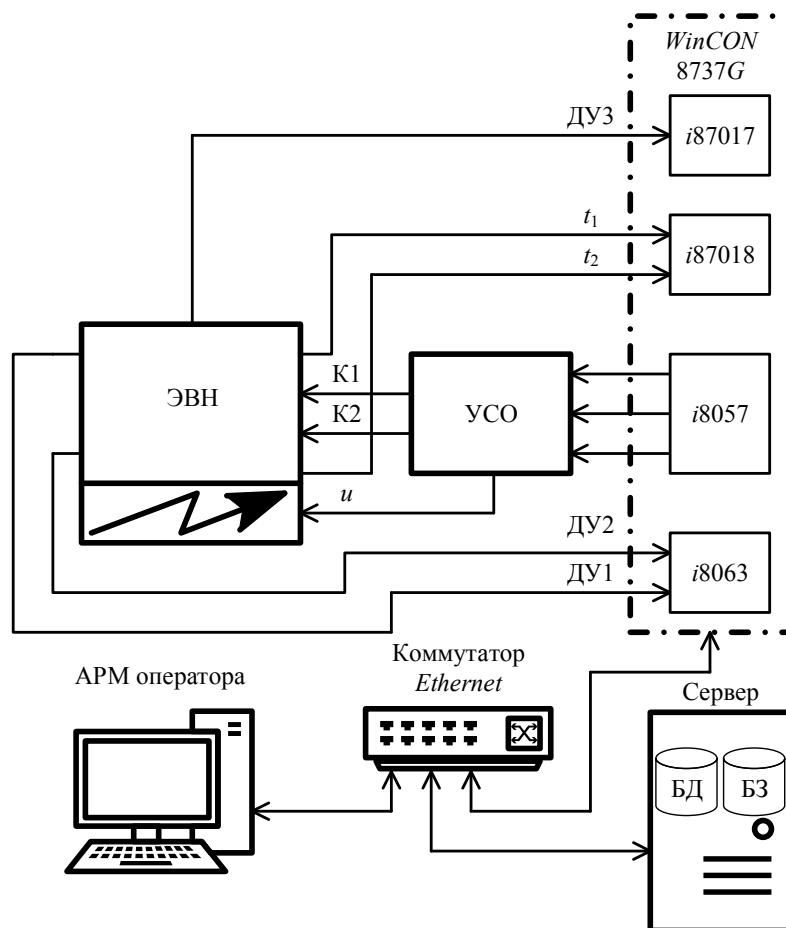 WinCON
8737G
ДУ3
i87017
t1
i87018
t2
ЭВН
К1
К2
УСО
i8057
u
ДУ2
ДУ1
i8063
АРМ оператора
Коммутатор
Ethernet
Сервер
БД
БЗ